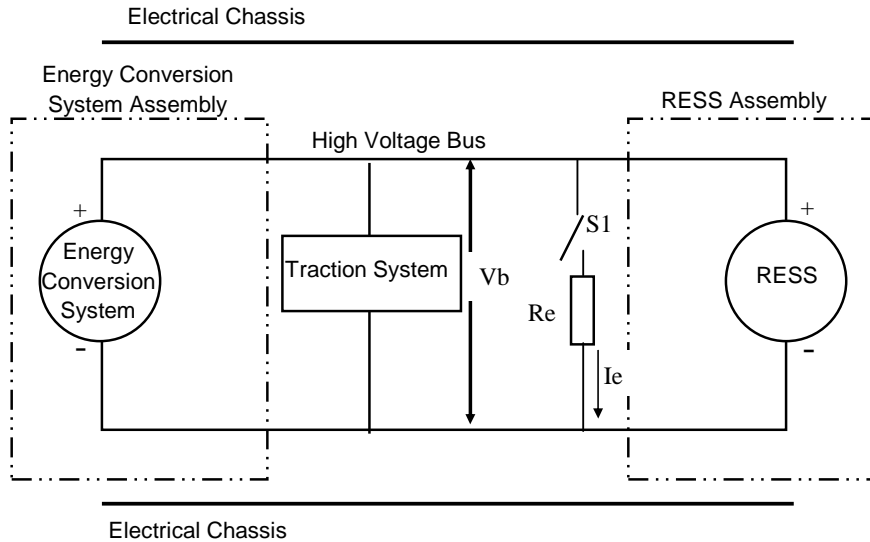 Electrical Chassis
Energy Conversion
System Assembly
RESS Assembly
High Voltage Bus
+
+
S1
Energy
Conversion
System
Traction System
Vb
RESS
Re
-
-
Ie
Electrical Chassis